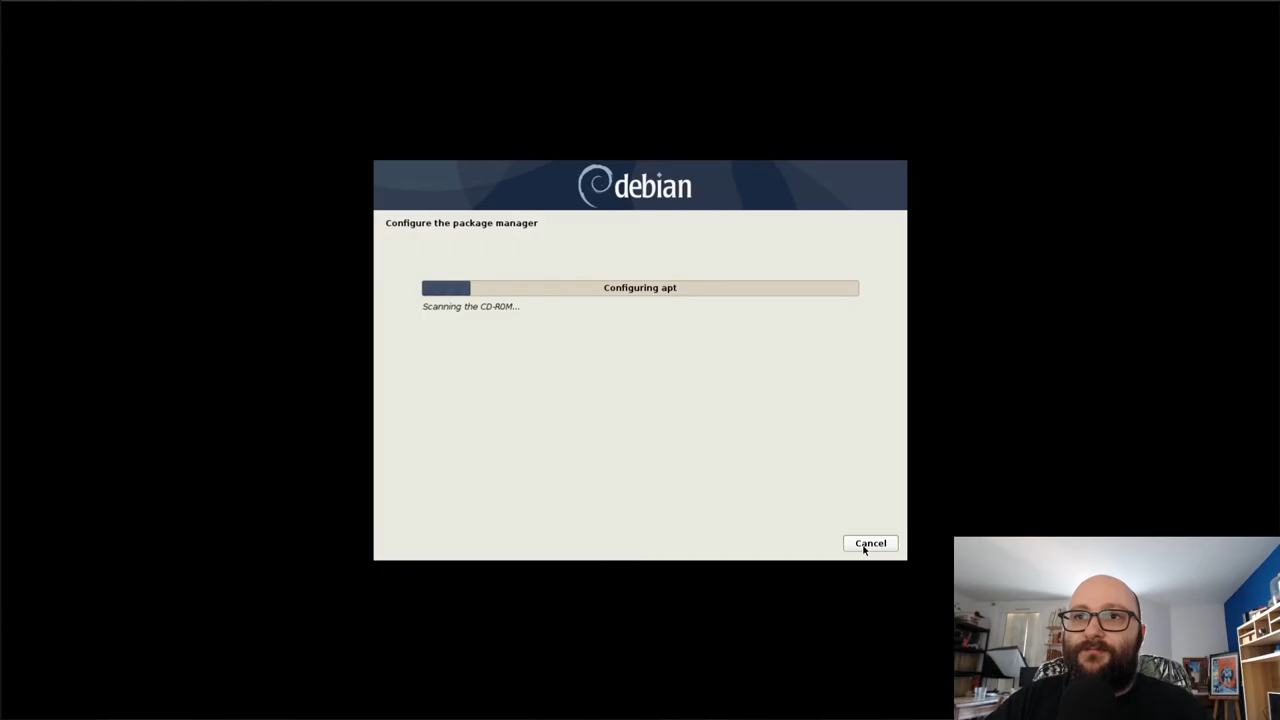 debian
Configure the package manager
Configuring apt
Scanning the CD-ROM...
Cancel